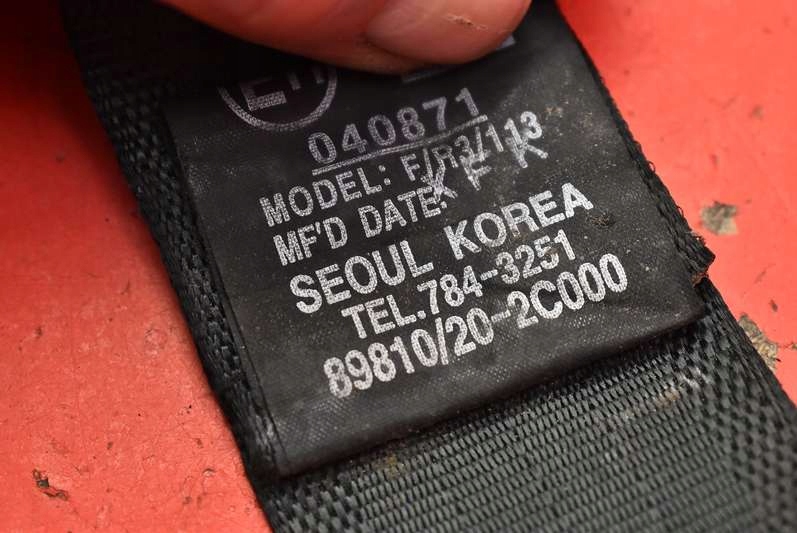 040871
MODEL: F/R3/113
MF'D DATE: K F K
SEOUL KOREA
TEL.784-3251
89810/20-2C000